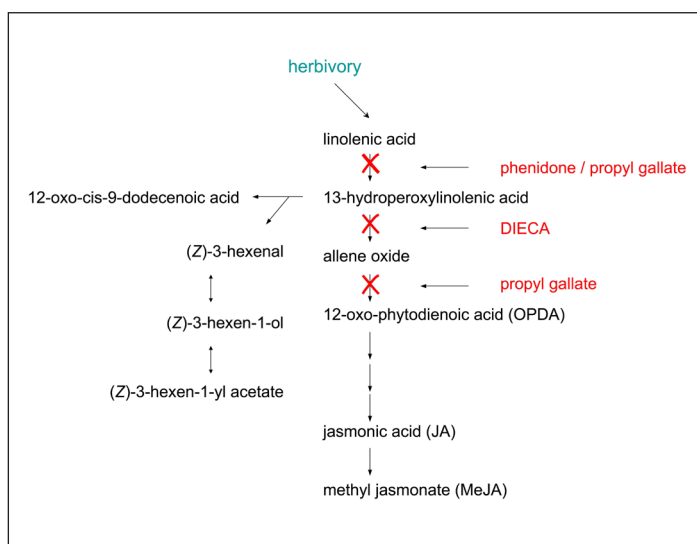 herbivory
linolenic acid
phenidone / propyl gallate
12-oxo-cis-9-dodecenoic acid
13-hydroperoxylinolenic acid
DIECA
(Z)-3-hexenal
allene oxide
propyl gallate
(Z)-3-hexen-1-ol
12-oxo-phytodienoic acid (OPDA)
(Z)-3-hexen-1-yl acetate
jasmonic acid (JA)
methyl jasmonate (MeJA)